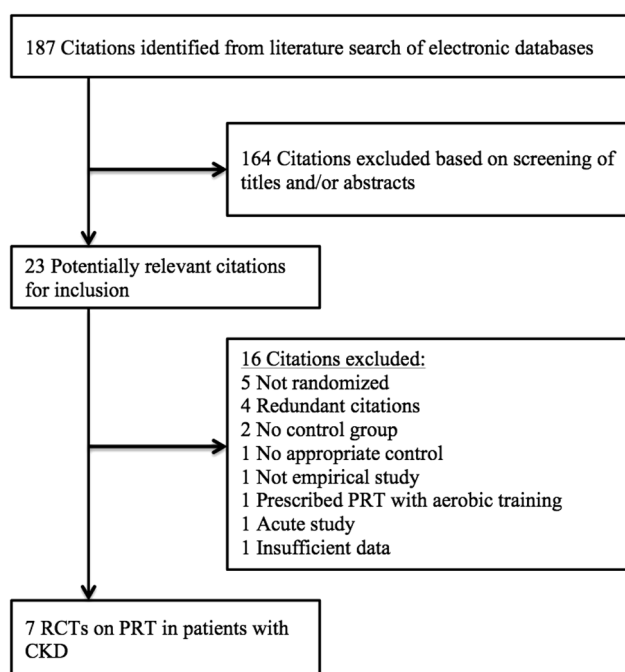 187 Citations identified from literature search of electronic databases
164 Citations excluded based on screening of
titles and/or abstracts
23 Potentially relevant citations
for inclusion
16 Citations excluded:
5 Not randomized
4 Redundant citations
2 No control group
1 No appropriate control
1 Not empirical study
1 Prescribed PRT with aerobic training
1 Acute study
1 Insufficient data
7 RCTs on PRT in patients with
CKD